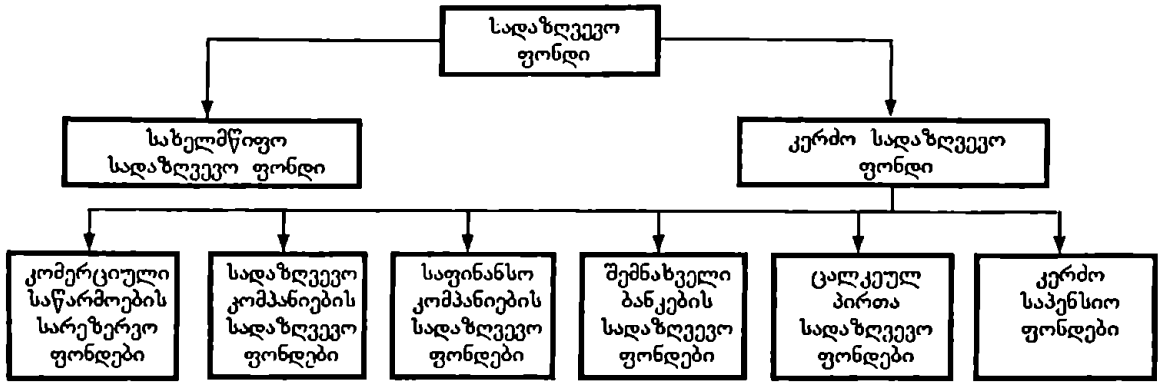 სადაზღვევო
ფონდი
სახელმწიფო
სადაზღვევო ფონდი
კერძო სადაზღვევო
ფონდი
კომერციული
საწარმოების
სარეზერვო
ფონდები
სადაზღვევო
კომპანიების
სადაზღვევო
ფონდები
საფინანსო
კომპანიების
სადაზღვევო
ფონდები
შემნახველი
ბანკების
სადაზღვევო
ფონდები
ცალკეულ
პირთა
სადაზღვევო
ფონდები
კერძო
საპენსიო
ფონდები